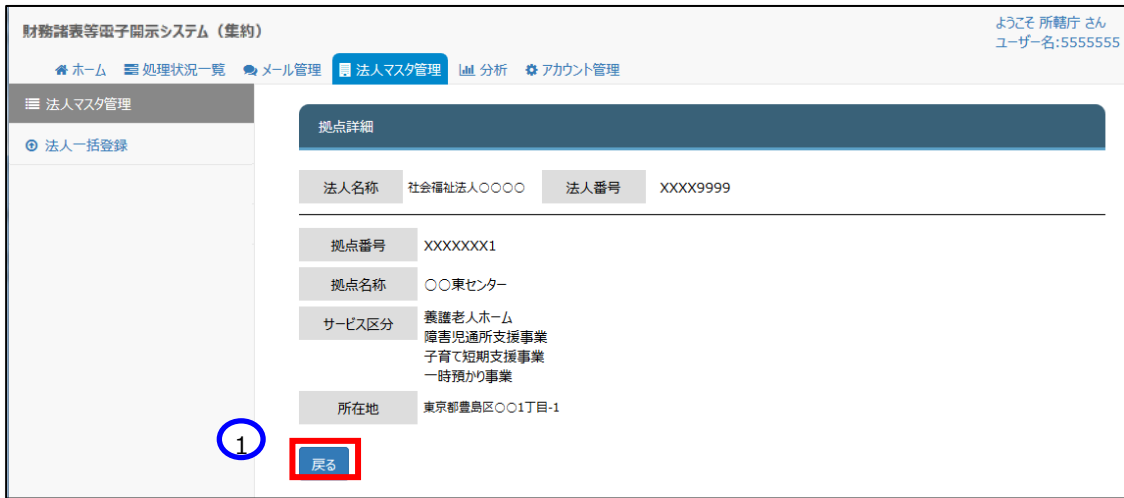 財務諸表等電子開示システム（集約）
ようこそ 所轄庁 さん
ユーザー名:5555555
ホーム 処理状況一覧 メール管理 法人マスタ管理 分析 アカウント管理
法人マスタ管理
法人一括登録
拠点詳細
法人名称 社会福祉法人〇〇〇〇 法人番号 XXXX9999
拠点番号 XXXXXXX1
拠点名称 〇〇東センター
サービス区分 養護老人ホーム
障害児通所支援事業
子育て短期支援事業
一時預かり事業
所在地 東京都豊島区〇〇1丁目-1
1
戻る